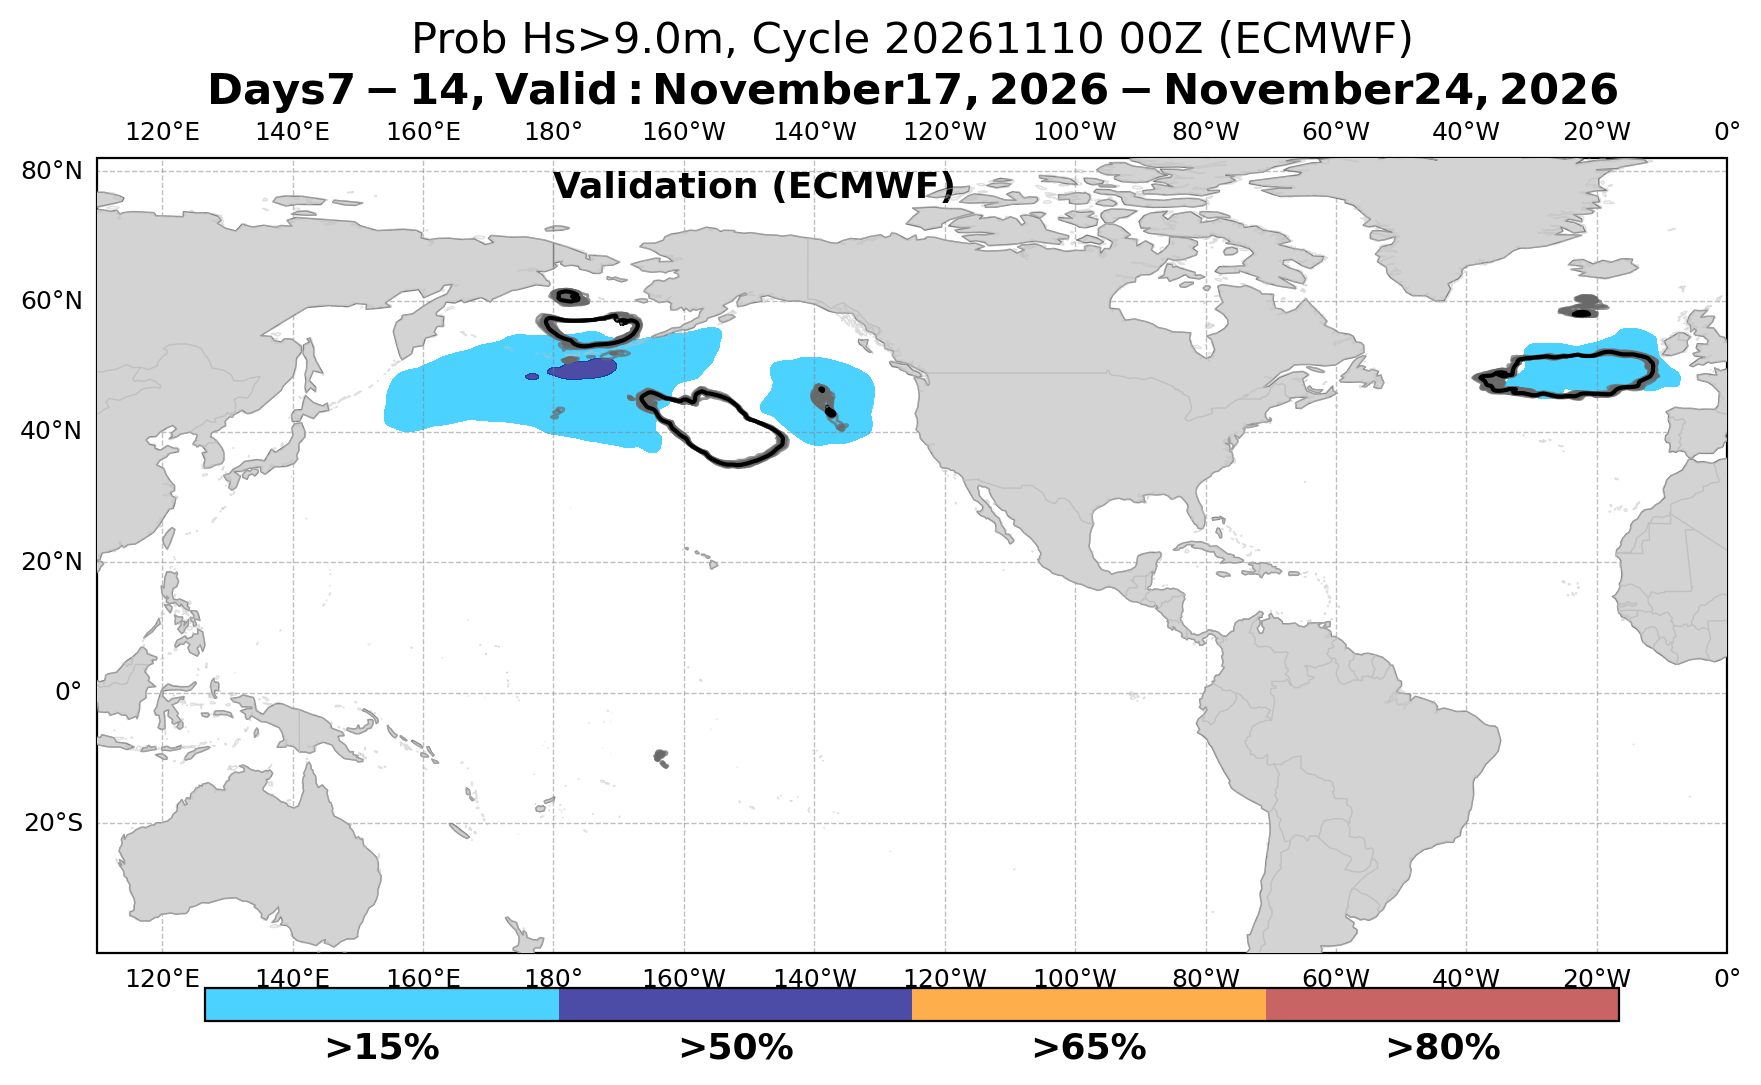 Prob Hs>9.0m, Cycle 20261110 00Z (ECMWF)
Days7 − 14, Valid : November17, 2026 − November24, 2026
120°E 140°E 160°E 180° 160°W 140°W 120°W 100°W 80°W 60°W 40°W 20°W 0°
80°N
Validation (ECMWF)
60°N
40°N
20°N
0°
20°S
120°E 140°E 160°E 180° 160°W 140°W 120°W 100°W 80°W 60°W 40°W 20°W 0°
>15% >50% >65% >80%